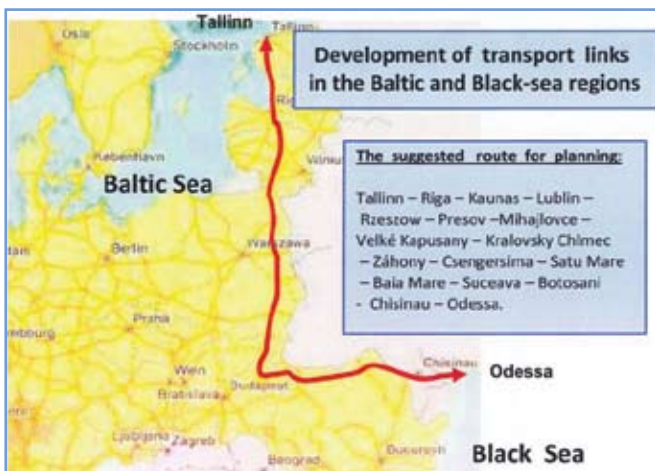 Tallinn
Tallinn
Oslo
Stockholm
Development of transport links
in the Baltic and Black-sea regions
København
Baltic Sea
The suggested route for planning:
Tallinn – Riga – Kaunas – Lublin –
Rzeszow – Presov –Mihajlovce –
Velké Kapusany – Kralovsky Chlmec
– Záhony – Csengersima – Satu Mare
– Baia Mare – Suceava – Botosani
- Chisinau – Odessa.
Berlin
Warszawa
Praha
Wien
Bratislava
Budapest
Chisinau
Odessa
Ljubljana
Zagreb
Beograd
Bucuresti
Black Sea